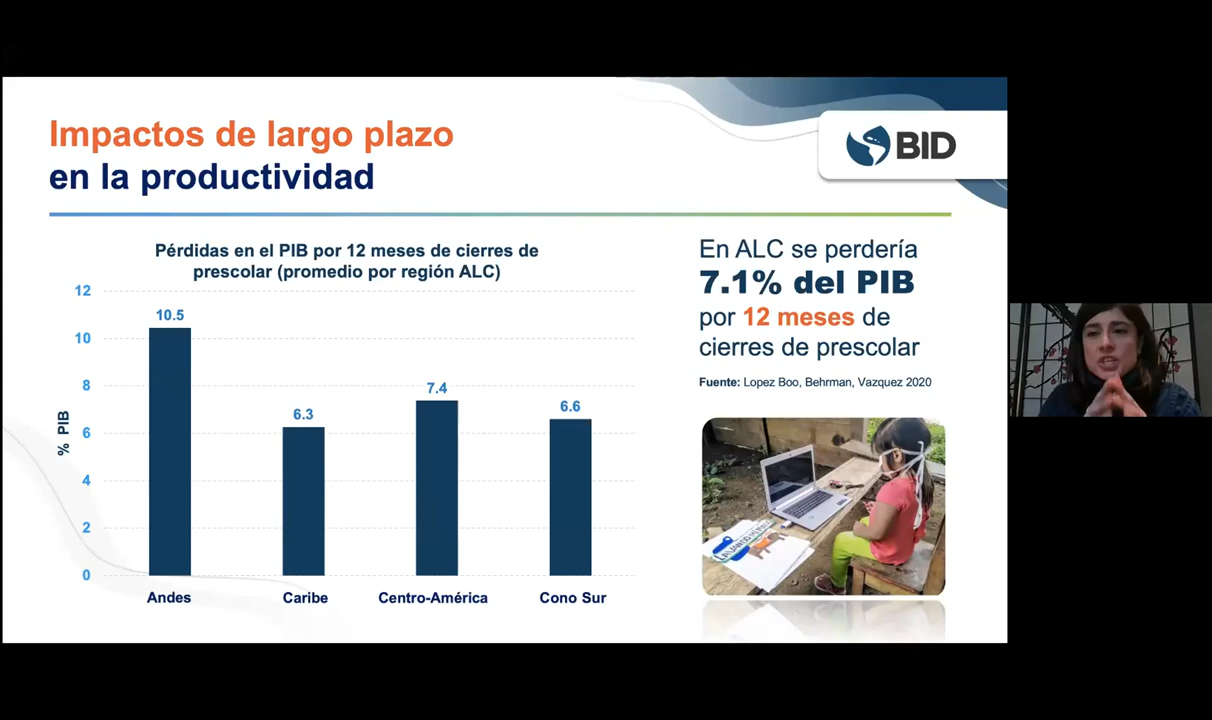 Impactos de largo plazo
en la productividad
BID
Pérdidas en el PIB por 12 meses de cierres de
prescolar (promedio por región ALC)
% PIB
12
10
8
6
4
2
0
10.5
6.3
7.4
6.6
Andes
Caribe
Centro-América
Cono Sur
En ALC se perdería
7.1% del PIB
por 12 meses de
cierres de prescolar
Fuente: Lopez Boo, Behrman, Vazquez 2020